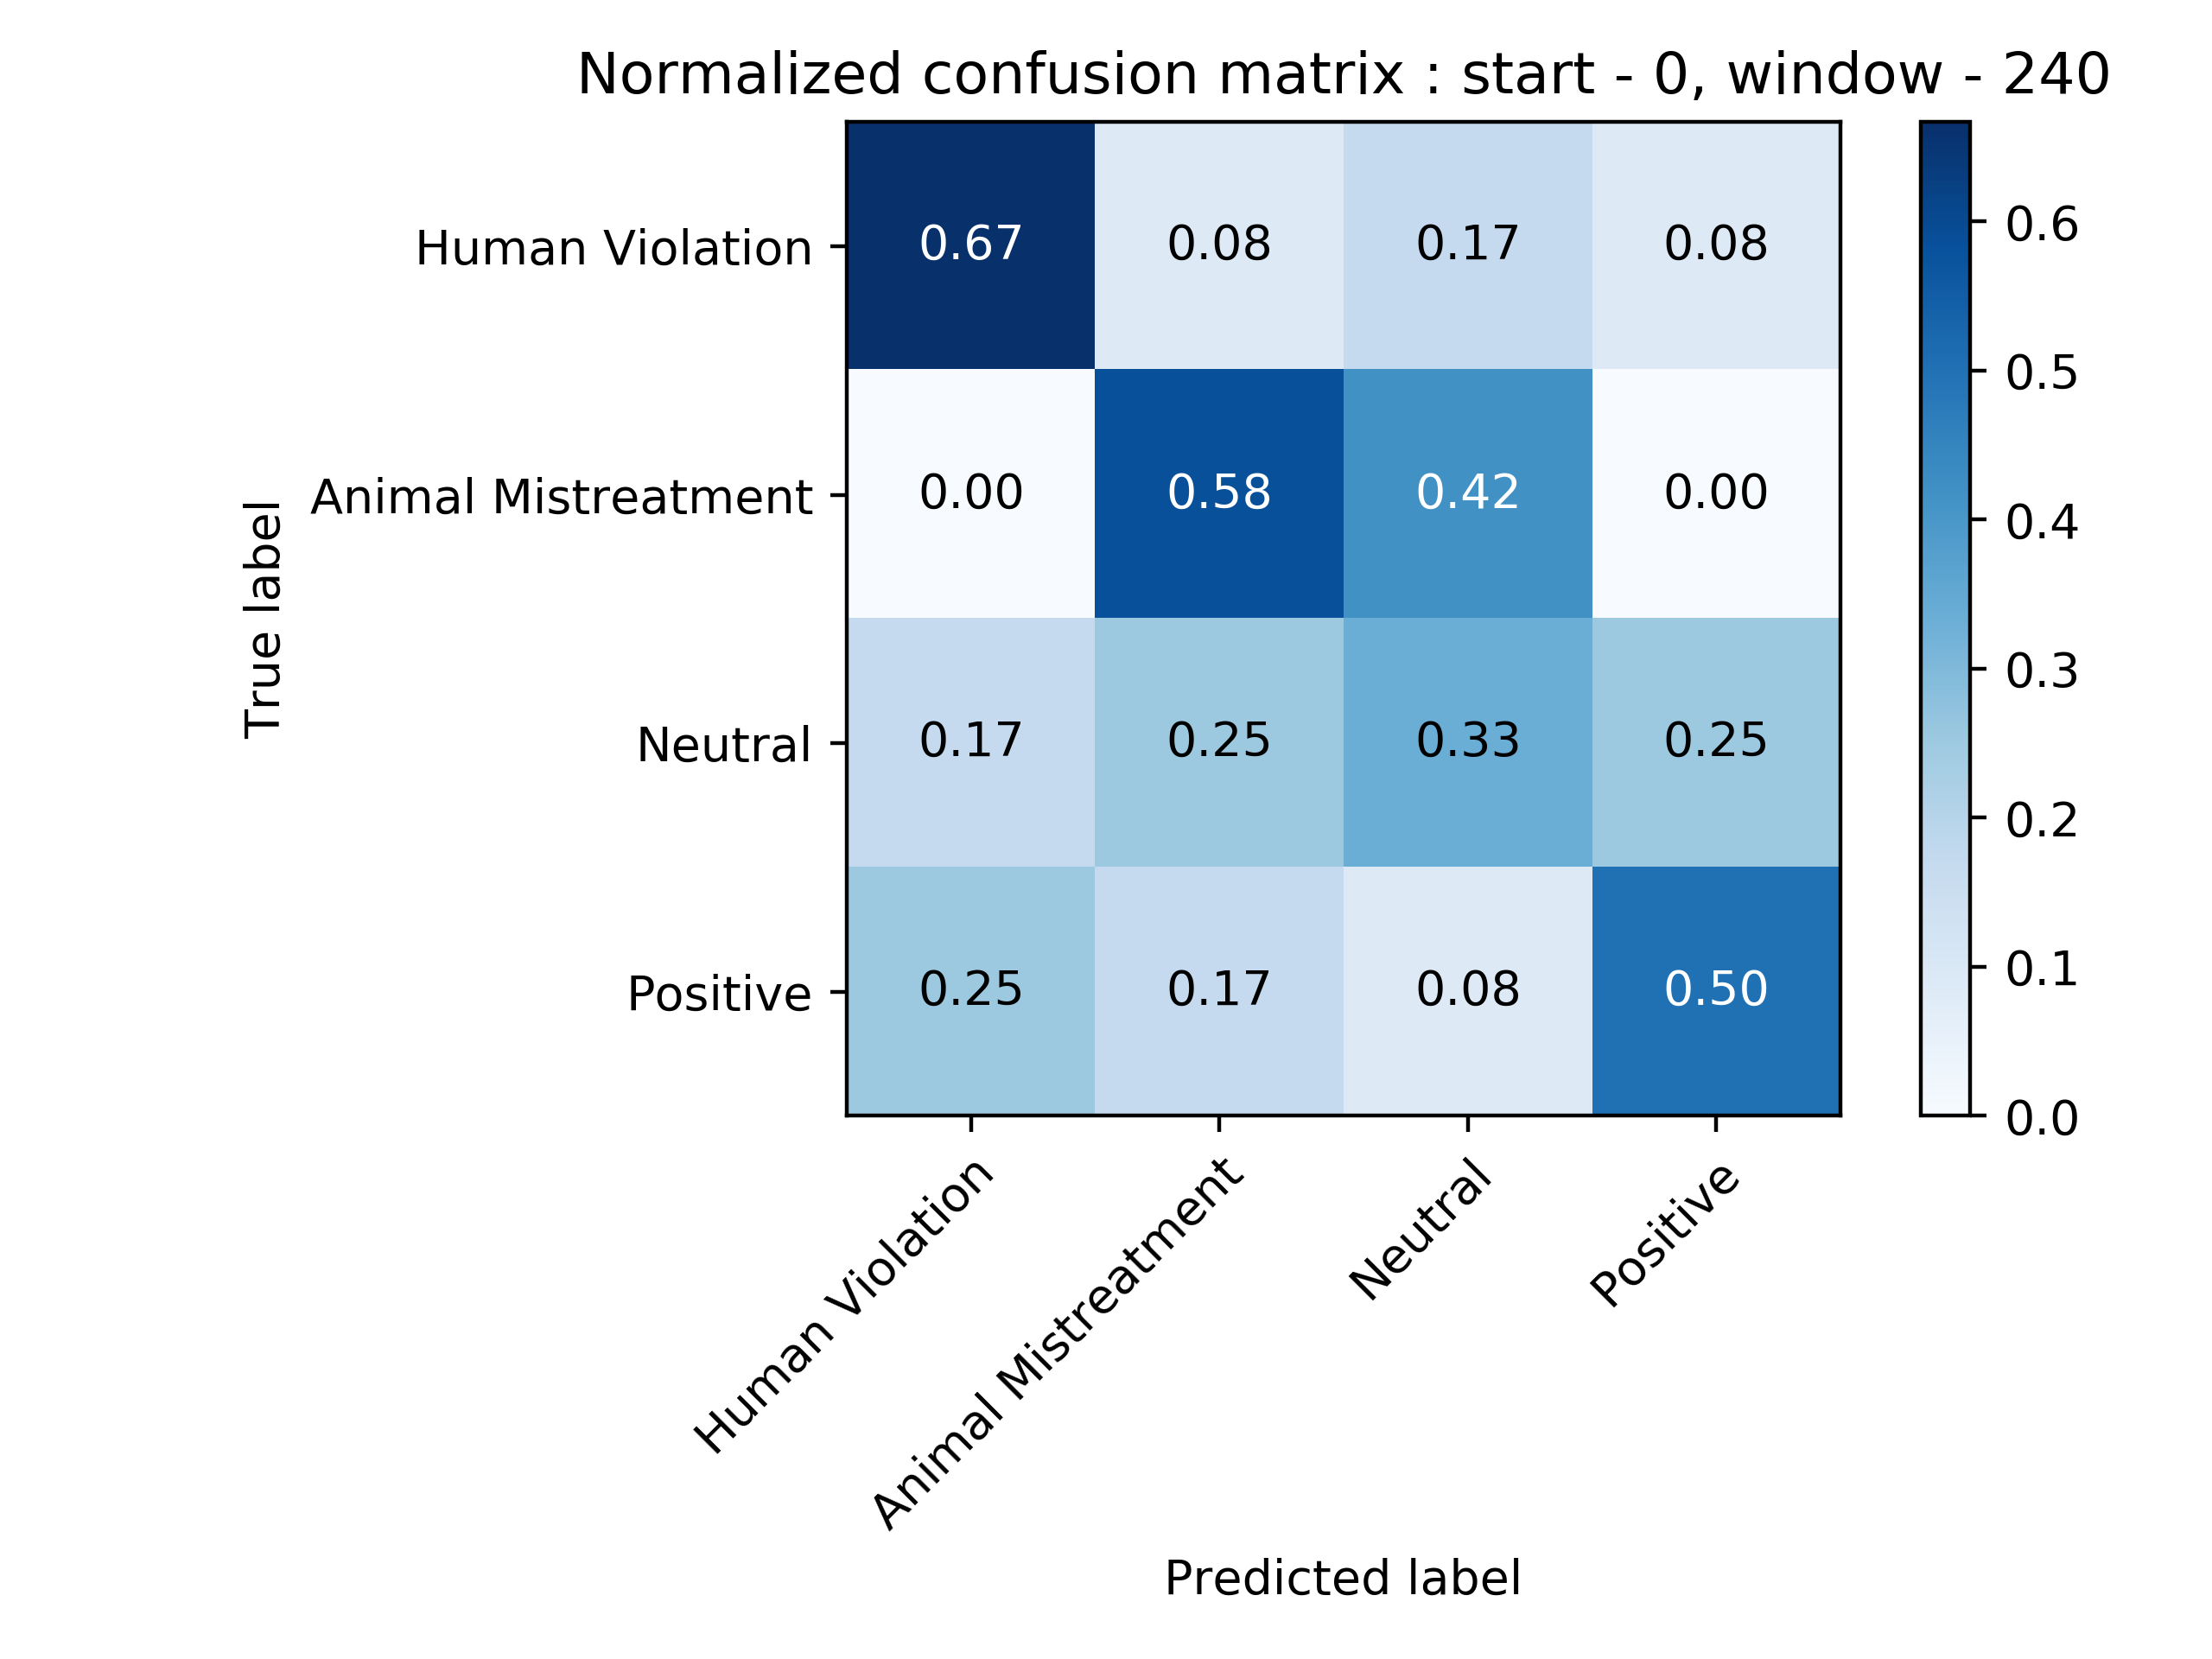 Normalized confusion matrix : start - 0, window - 240
Human Violation
0.67 0.08 0.17 0.08
Animal Mistreatment
0.00 0.58 0.42 0.00
Neutral
0.17 0.25 0.33 0.25
Positive
0.25 0.17 0.08 0.50
True label
Human Violation
Animal Mistreatment
Neutral
Positive
Predicted label
0.6
0.5
0.4
0.3
0.2
0.1
0.0